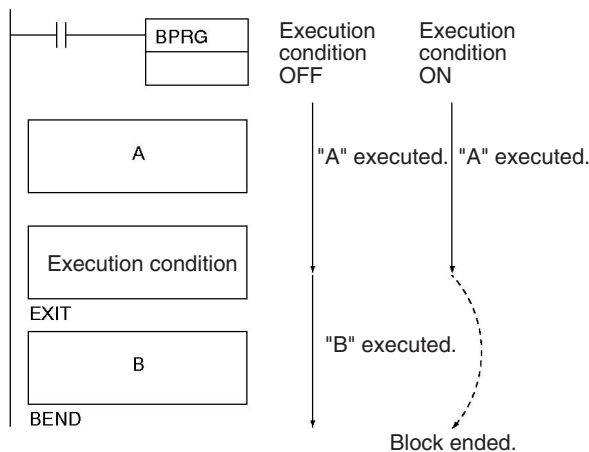 BPRG
Execution
condition
OFF
Execution
condition
ON
A
"A" executed.
"A" executed.
Execution condition
EXIT
B
"B" executed.
BEND
Block ended.